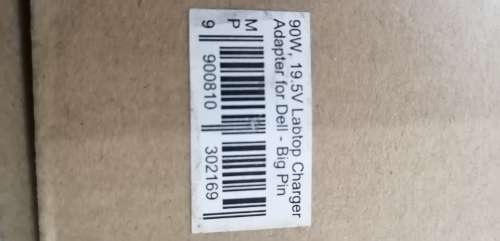 90W, 19.5V Labtop Charger
Adapter for Dell - Big Pin
M P
9 900810 302169